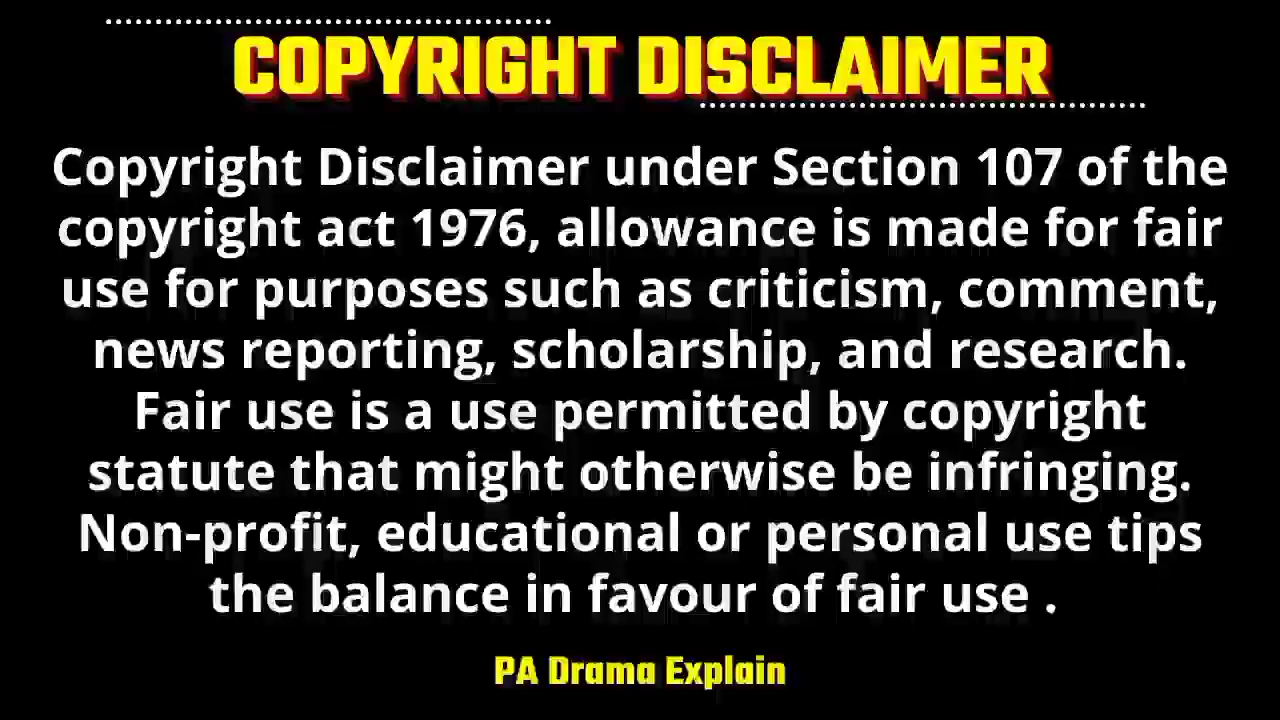 COPYRIGHT DISCLAIMER
Copyright Disclaimer under Section 107 of the
copyright act 1976, allowance is made for fair
use for purposes such as criticism, comment,
news reporting, scholarship, and research.
Fair use is a use permitted by copyright
statute that might otherwise be infringing.
Non-profit, educational or personal use tips
the balance in favour of fair use .
PA Drama Explain